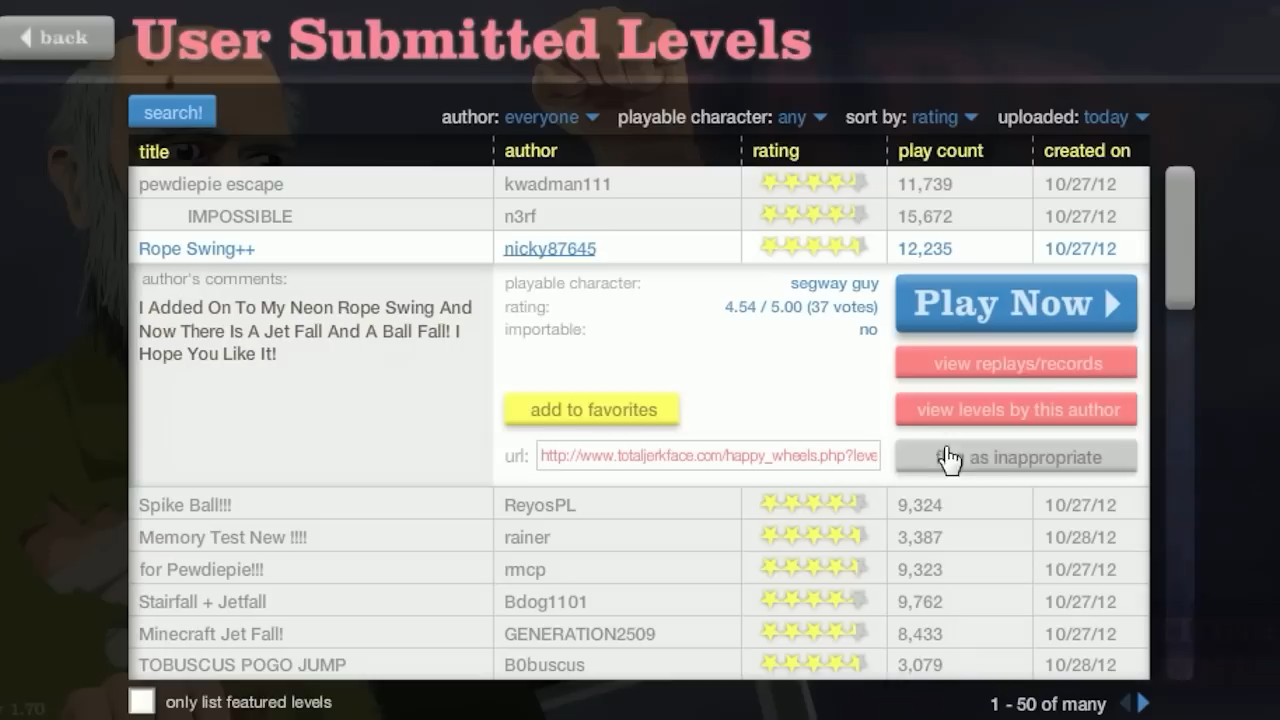 back
User Submitted Levels
search!
author: everyone playable character: any sort by: rating uploaded: today
title author rating play count created on
pewdiepie escape kwadman111 11,739 10/27/12
IMPOSSIBLE n3rf 15,672 10/27/12
Rope Swing++ nicky87645 12,235 10/27/12
author's comments:
I Added On To My Neon Rope Swing And
Now There Is A Jet Fall And A Ball Fall! I
Hope You Like It!
playable character: segway guy
rating: 4.54 / 5.00 (37 votes)
importable: no
add to favorites
url: http://www.totaljerkface.com/happy_wheels.php?leve
Play Now
view replays/records
view levels by this author
as inappropriate
Spike Ball!!! ReyosPL 9,324 10/27/12
Memory Test New !!!! rainer 3,387 10/28/12
for Pewdiepie!!! rmcp 9,323 10/27/12
Stairfall + Jetfall Bdog1101 9,762 10/27/12
Minecraft Jet Fall! GENERATION2509 8,433 10/27/12
TOBUSCUS POGO JUMP B0buscus 3,079 10/28/12
only list featured levels
1 - 50 of many
1.70